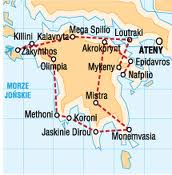 Killini
Kalavryta
Mega Spilio
Loutraki
Zakynthos
Akrokorynt
ATENY
Olimpia
Mykeny
Epidavros
Nafplio
MORZE
JOŃSKIE
Mistra
Methoni
Koroni
Jaskinie Dirou
Monemvasia